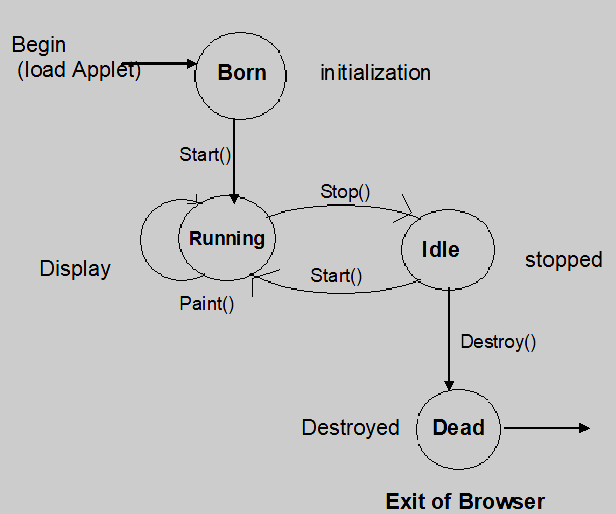 Begin
(load Applet)
Born
initialization
Start()
Stop()
Running
Idle
stopped
Display
Start()
Paint()
Destroy()
Destroyed
Dead
Exit of Browser